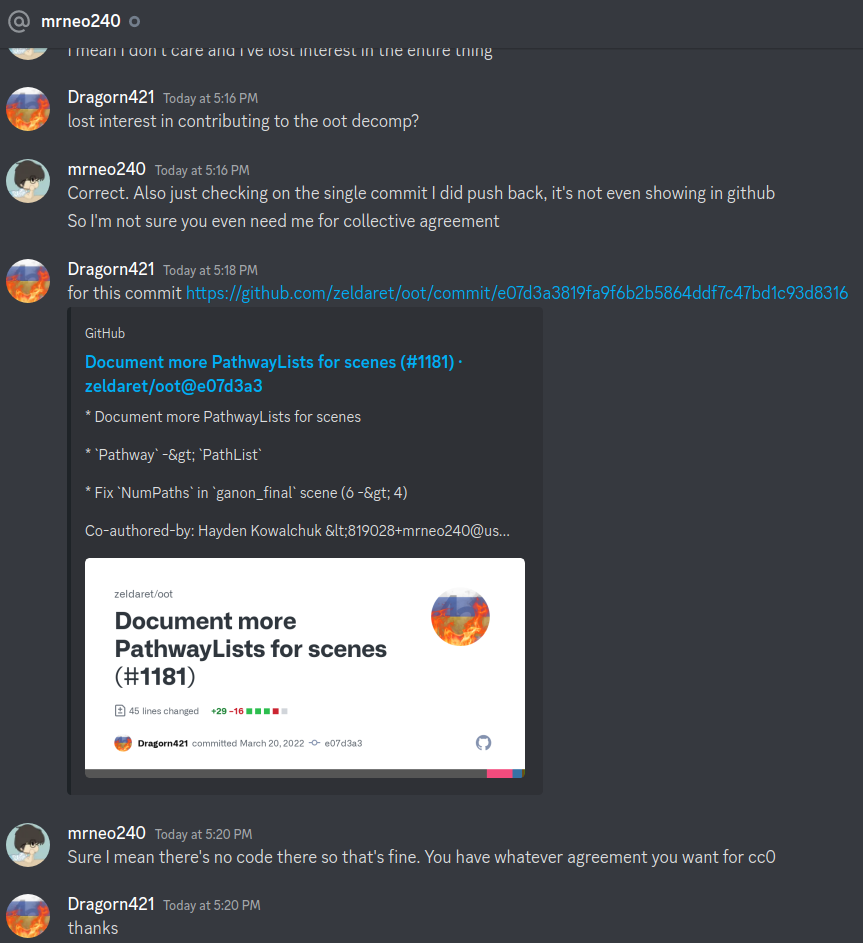 mrneo240
I mean I don't care and I've lost interest in the entire thing
Dragorn421 Today at 5:16 PM
lost interest in contributing to the oot decomp?
mrneo240 Today at 5:16 PM
Correct. Also just checking on the single commit I did push back, it's not even showing in github
So I'm not sure you even need me for collective agreement
Dragorn421 Today at 5:18 PM
for this commit https://github.com/zeldaret/oot/commit/e07d3a3819fa9f6b2b5864ddf7c47bd1c93d8316
GitHub
Document more PathwayLists for scenes (#1181) ·
zeldaret/oot@e07d3a3
* Document more PathwayLists for scenes
* `Pathway` -&gt; `PathList`
* Fix `NumPaths` in `ganon_final` scene (6 -&gt; 4)
Co-authored-by: Hayden Kowalchuk &lt;819028+mrneo240@us...
zeldaret/oot
Document more
PathwayLists for scenes
(#1181)
45 lines changed +29 −16
Dragorn421 committed March 20, 2022 e07d3a3
mrneo240 Today at 5:20 PM
Sure I mean there's no code there so that's fine. You have whatever agreement you want for cc0
Dragorn421 Today at 5:20 PM
thanks